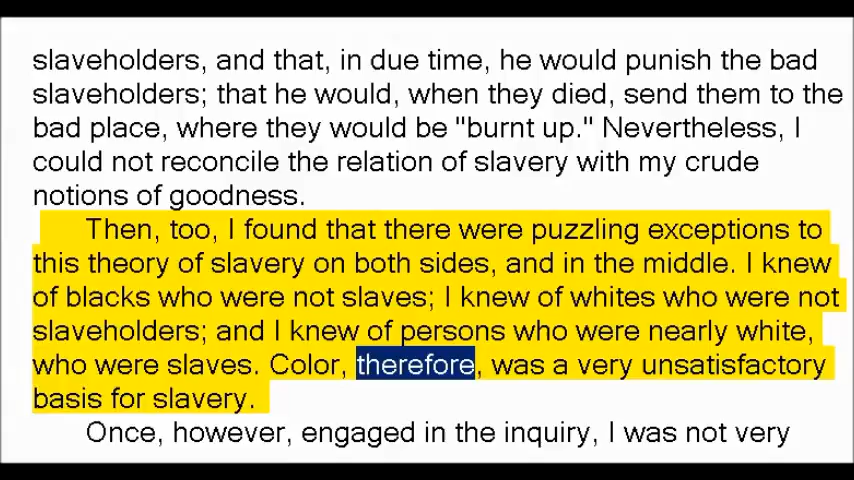 slaveholders, and that, in due time, he would punish the bad
slaveholders; that he would, when they died, send them to the
bad place, where they would be "burnt up." Nevertheless, I
could not reconcile the relation of slavery with my crude
notions of goodness.
Then, too, I found that there were puzzling exceptions to
this theory of slavery on both sides, and in the middle. I knew
of blacks who were not slaves; I knew of whites who were not
slaveholders; and I knew of persons who were nearly white,
who were slaves. Color, therefore, was a very unsatisfactory
basis for slavery.
Once, however, engaged in the inquiry, I was not very